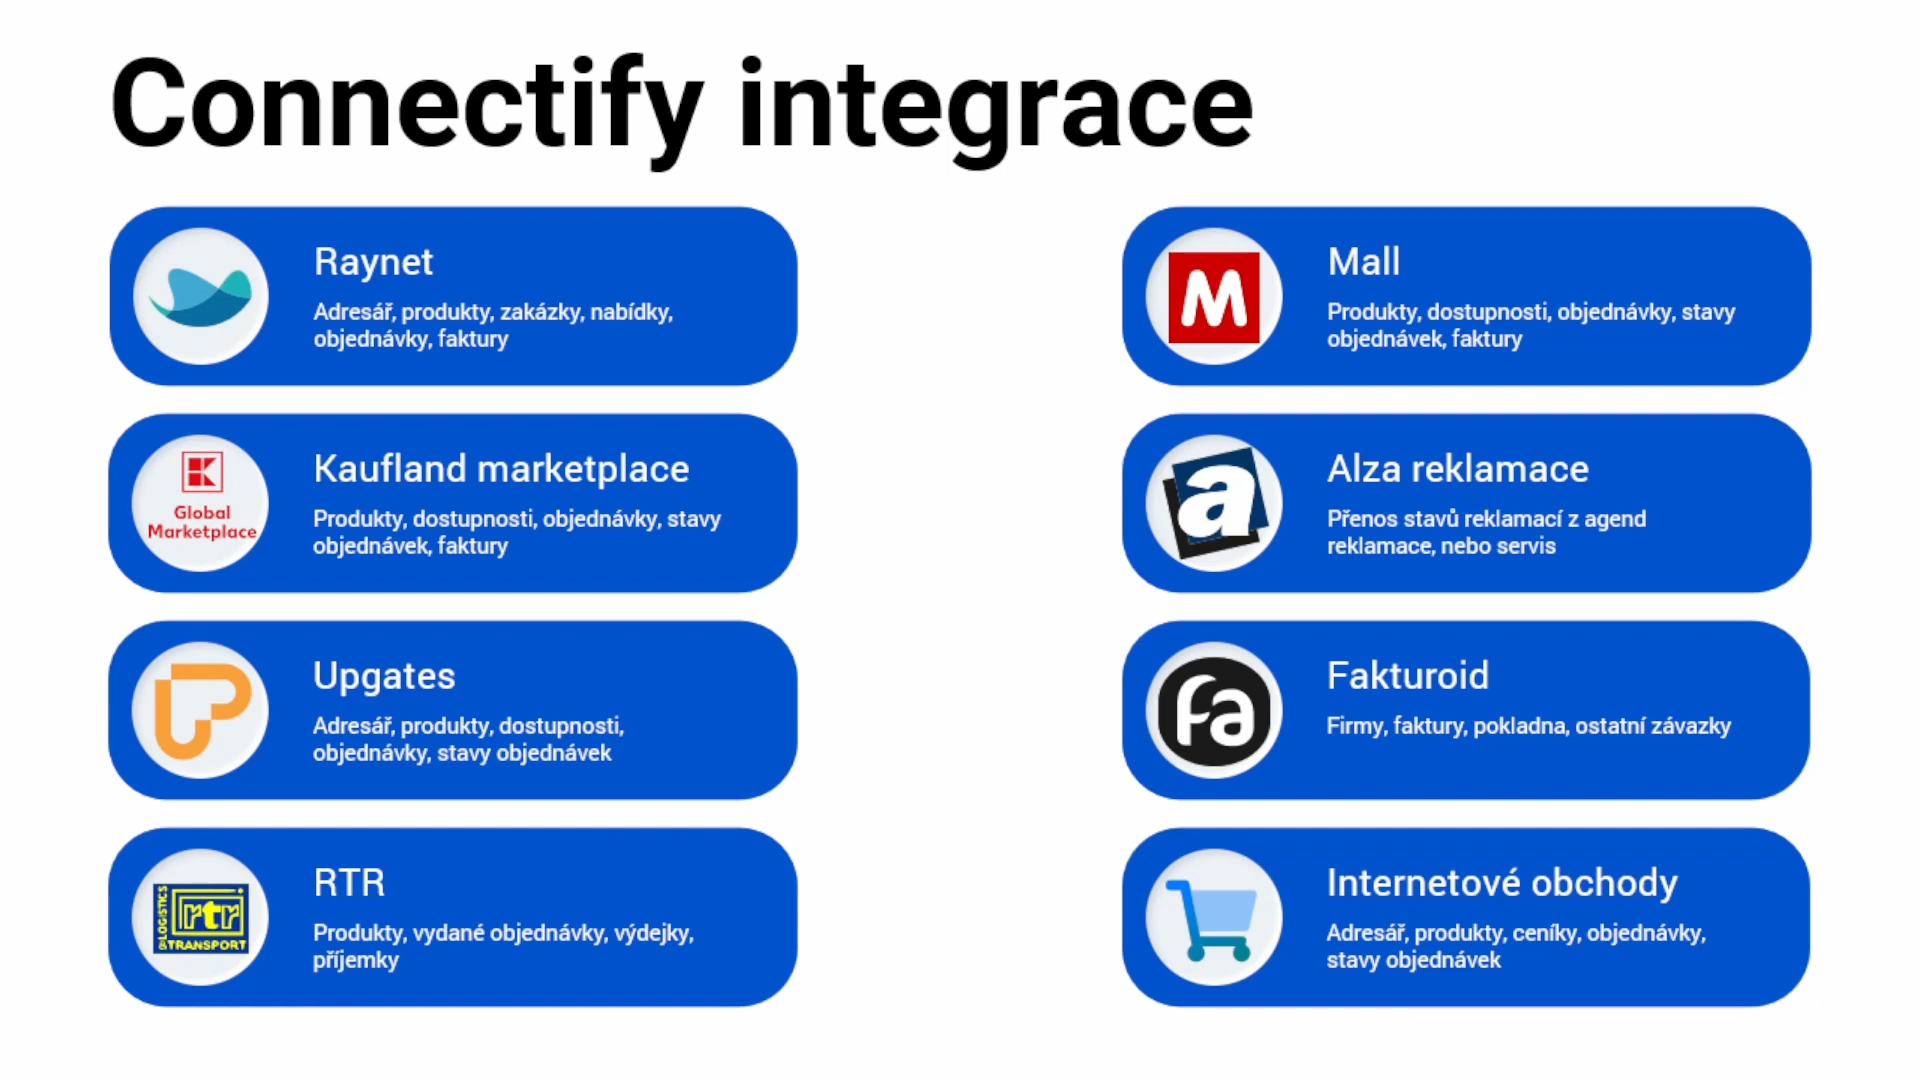 Connectify integrace
Raynet
Adresář, produkty, zakázky, nabídky,
objednávky, faktury
Global
Marketplace
Kaufland marketplace
Produkty, dostupnosti, objednávky, stavy
objednávek, faktury
Upgates
Adresář, produkty, dostupnosti,
objednávky, stavy objednávek
&LOGISTICS
rtr
TRANSPORT
RTR
Produkty, vydané objednávky, výdejky,
příjemky
M
Mall
Produkty, dostupnosti, objednávky, stavy
objednávek, faktury
a
Alza reklamace
Přenos stavů reklamací z agend
reklamace, nebo servis
fa
Fakturoid
Firmy, faktury, pokladna, ostatní závazky
Internetové obchody
Adresář, produkty, ceníky, objednávky,
stavy objednávek